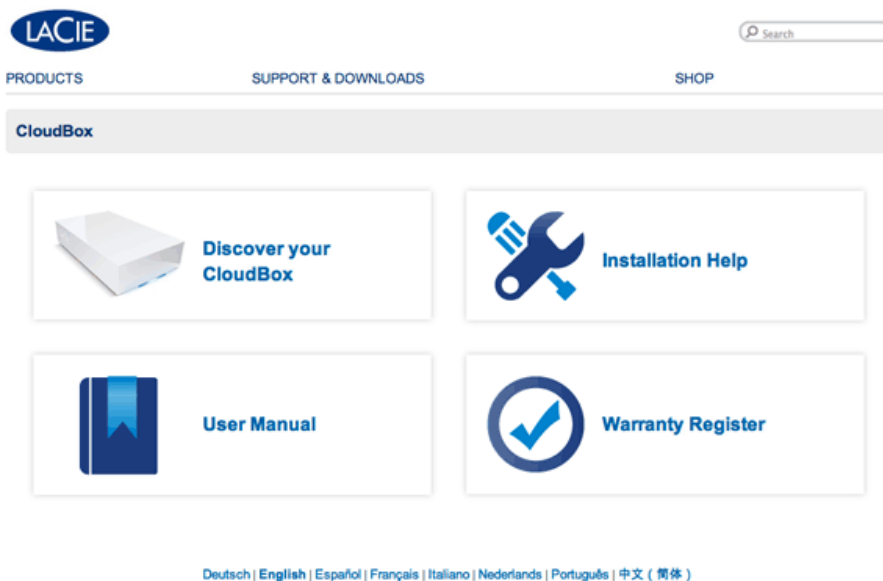 LACIE
Search
PRODUCTS SUPPORT & DOWNLOADS SHOP
CloudBox
Discover your
CloudBox
Installation Help
User Manual
Warranty Register
Deutsch | English | Español | Français | Italiano | Nederlands | Português | 中文 ( 简体 )